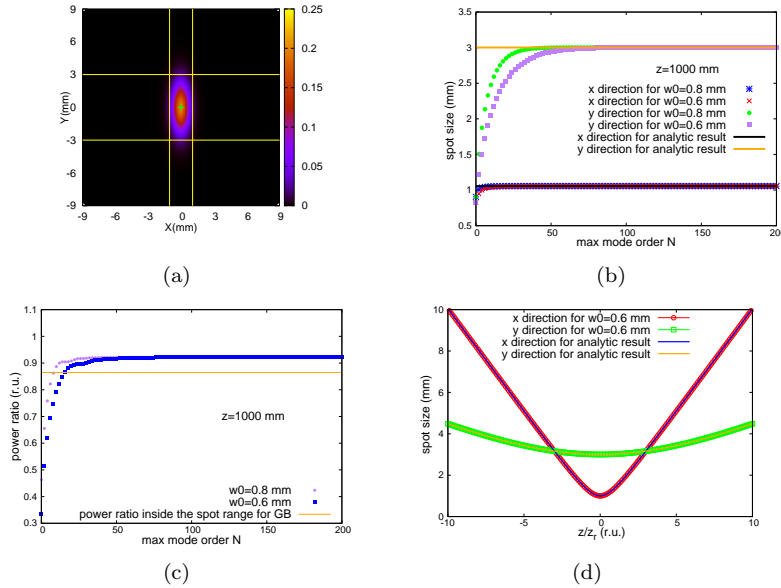 9
6
3
0
-3
-6
-9
Y(mm)
-9 -6 -3 0 3 6 9
X(mm)
0.25
0.2
0.15
0.1
0.05
0
(a)
3.5
3
2.5
2
1.5
1
0.5
spot size (mm)
z=1000 mm
x direction for w0=0.8 mm
x direction for w0=0.6 mm
y direction for w0=0.8 mm
y direction for w0=0.6 mm
x direction for analytic result
y direction for analytic result
0 50 100 150 200
max mode order N
(b)
1.1
1
0.9
0.8
0.7
0.6
0.5
0.4
0.3
power ratio (r.u.)
z=1000 mm
w0=0.8 mm
w0=0.6 mm
power ratio inside the spot range for GB
0 50 100 150 200
max mode order N
(c)
10
8
6
4
2
0
spot size (mm)
x direction for w0=0.6 mm
y direction for w0=0.6 mm
x direction for analytic result
y direction for analytic result
-10 -5 0 5 10
z/z_r (r.u.)
(d)